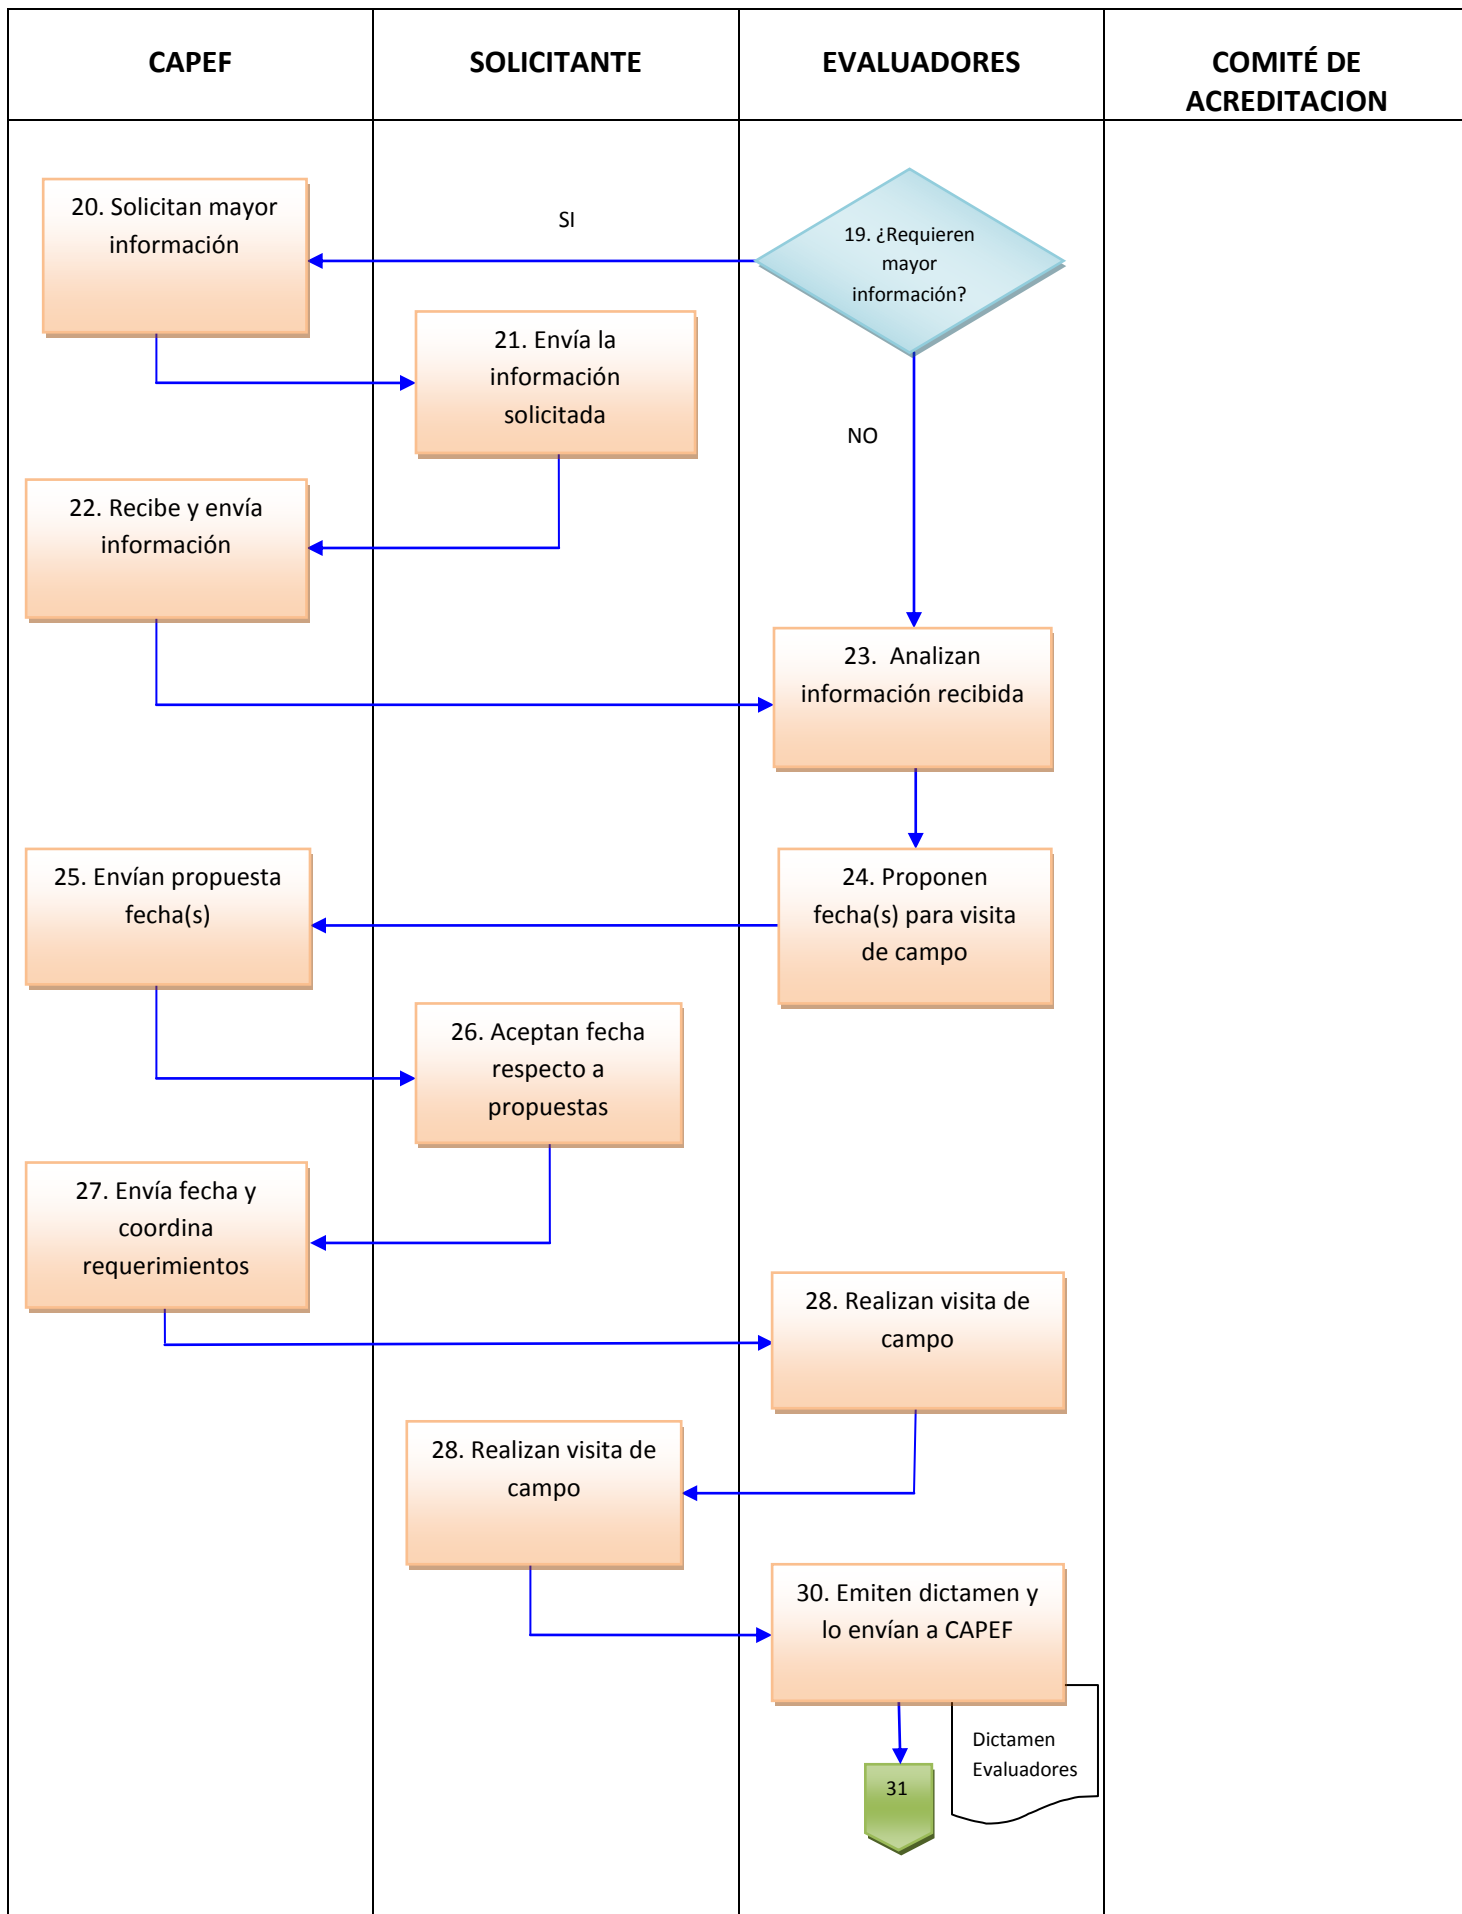 CAPEF
SOLICITANTE
EVALUADORES
COMITÉ DE
ACREDITACION
19. ¿Requieren
mayor
información?
SI
NO
20. Solicitan mayor
información
21. Envía la
información
solicitada
22. Recibe y envía
información
23. Analizan
información recibida
24. Proponen
fecha(s) para visita
de campo
25. Envían propuesta
fecha(s)
26. Aceptan fecha
respecto a
propuestas
27. Envía fecha y
coordina
requerimientos
28. Realizan visita de
campo
28. Realizan visita de
campo
30. Emiten dictamen y
lo envían a CAPEF
Dictamen
Evaluadores
31